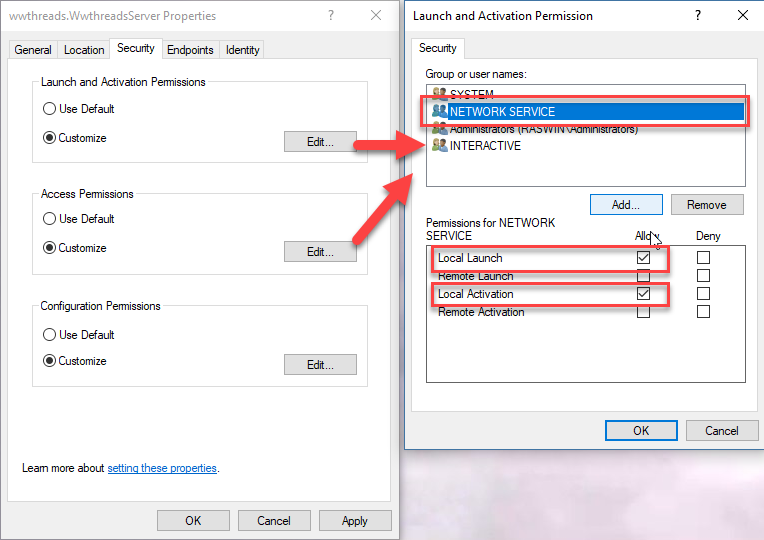 wwthreads.WwthreadsServer Properties
General
Location
Security
Endpoints
Identity
Launch and Activation Permissions
Use Default
Customize
Edit...
Access Permissions
Use Default
Customize
Edit...
Configuration Permissions
Use Default
Customize
Edit...
Learn more about setting these properties.
OK
Cancel
Apply
Launch and Activation Permission
Security
Group or user names:
SYSTEM
NETWORK SERVICE
Administrators (RASWIN\Administrators)
INTERACTIVE
Add...
Remove
Permissions for NETWORK
SERVICE
Allow
Deny
Local Launch
Remote Launch
Local Activation
Remote Activation
OK
Cancel